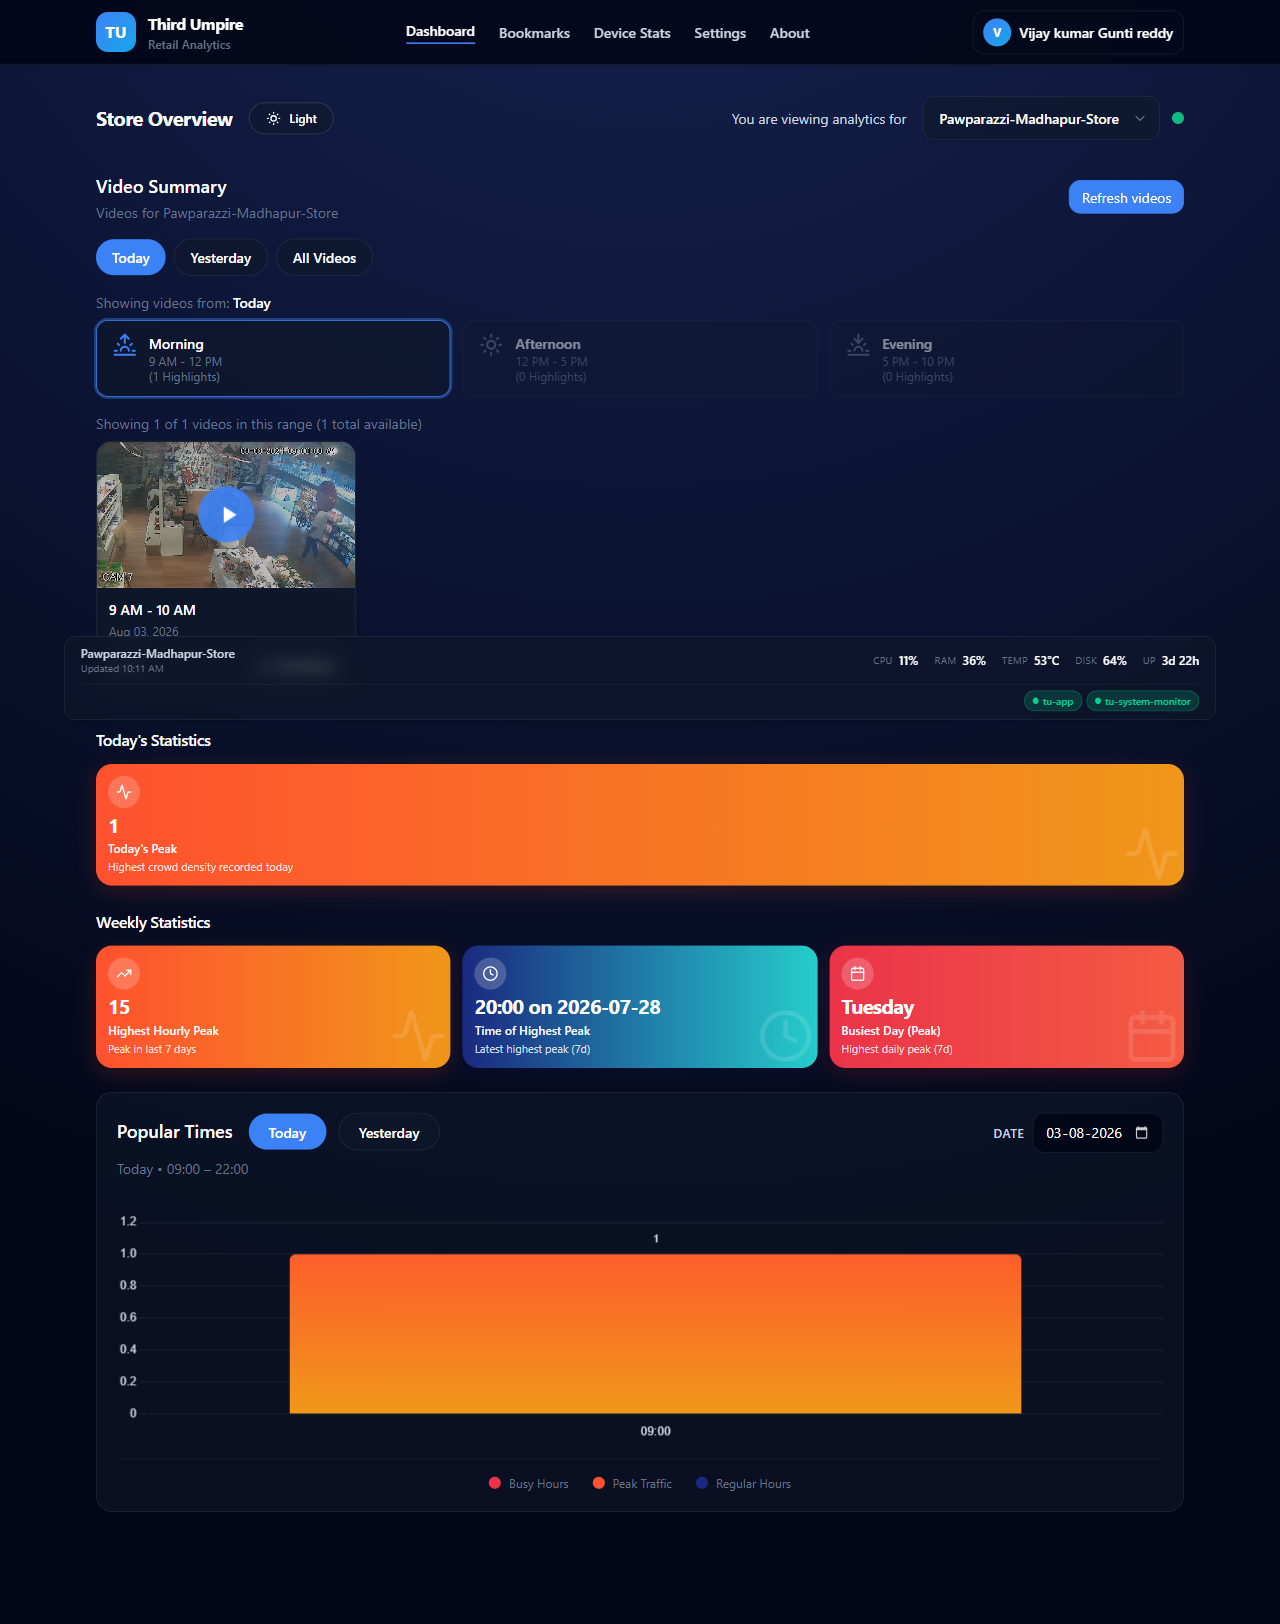 TU
Third Umpire
Retail Analytics
Dashboard
Bookmarks
Device Stats
Settings
About
V
Vijay kumar Gunti reddy
Store Overview
Light
You are viewing analytics for
Pawparazzi-Madhapur-Store
Video Summary
Videos for Pawparazzi-Madhapur-Store
Refresh videos
Today
Yesterday
All Videos
Showing videos from: Today
Morning
9 AM - 12 PM
(1 Highlights)
Afternoon
12 PM - 5 PM
(0 Highlights)
Evening
5 PM - 10 PM
(0 Highlights)
Showing 1 of 1 videos in this range (1 total available)
CAM 7
9 AM - 10 AM
Aug 03, 2026
Pawparazzi-Madhapur-Store
Updated 10:11 AM
CPU 11%
RAM 36%
TEMP 53°C
DISK 64%
UP 3d 22h
tu-app
tu-system-monitor
Today's Statistics
1
Today's Peak
Highest crowd density recorded today
Weekly Statistics
15
Highest Hourly Peak
Peak in last 7 days
20:00 on 2026-07-28
Time of Highest Peak
Latest highest peak (7d)
Tuesday
Busiest Day (Peak)
Highest daily peak (7d)
Popular Times
Today
Yesterday
DATE
03-08-2026
Today • 09:00 – 22:00
1.2
1
1.0
0.8
0.6
0.4
0.2
0
09:00
Busy Hours
Peak Traffic
Regular Hours